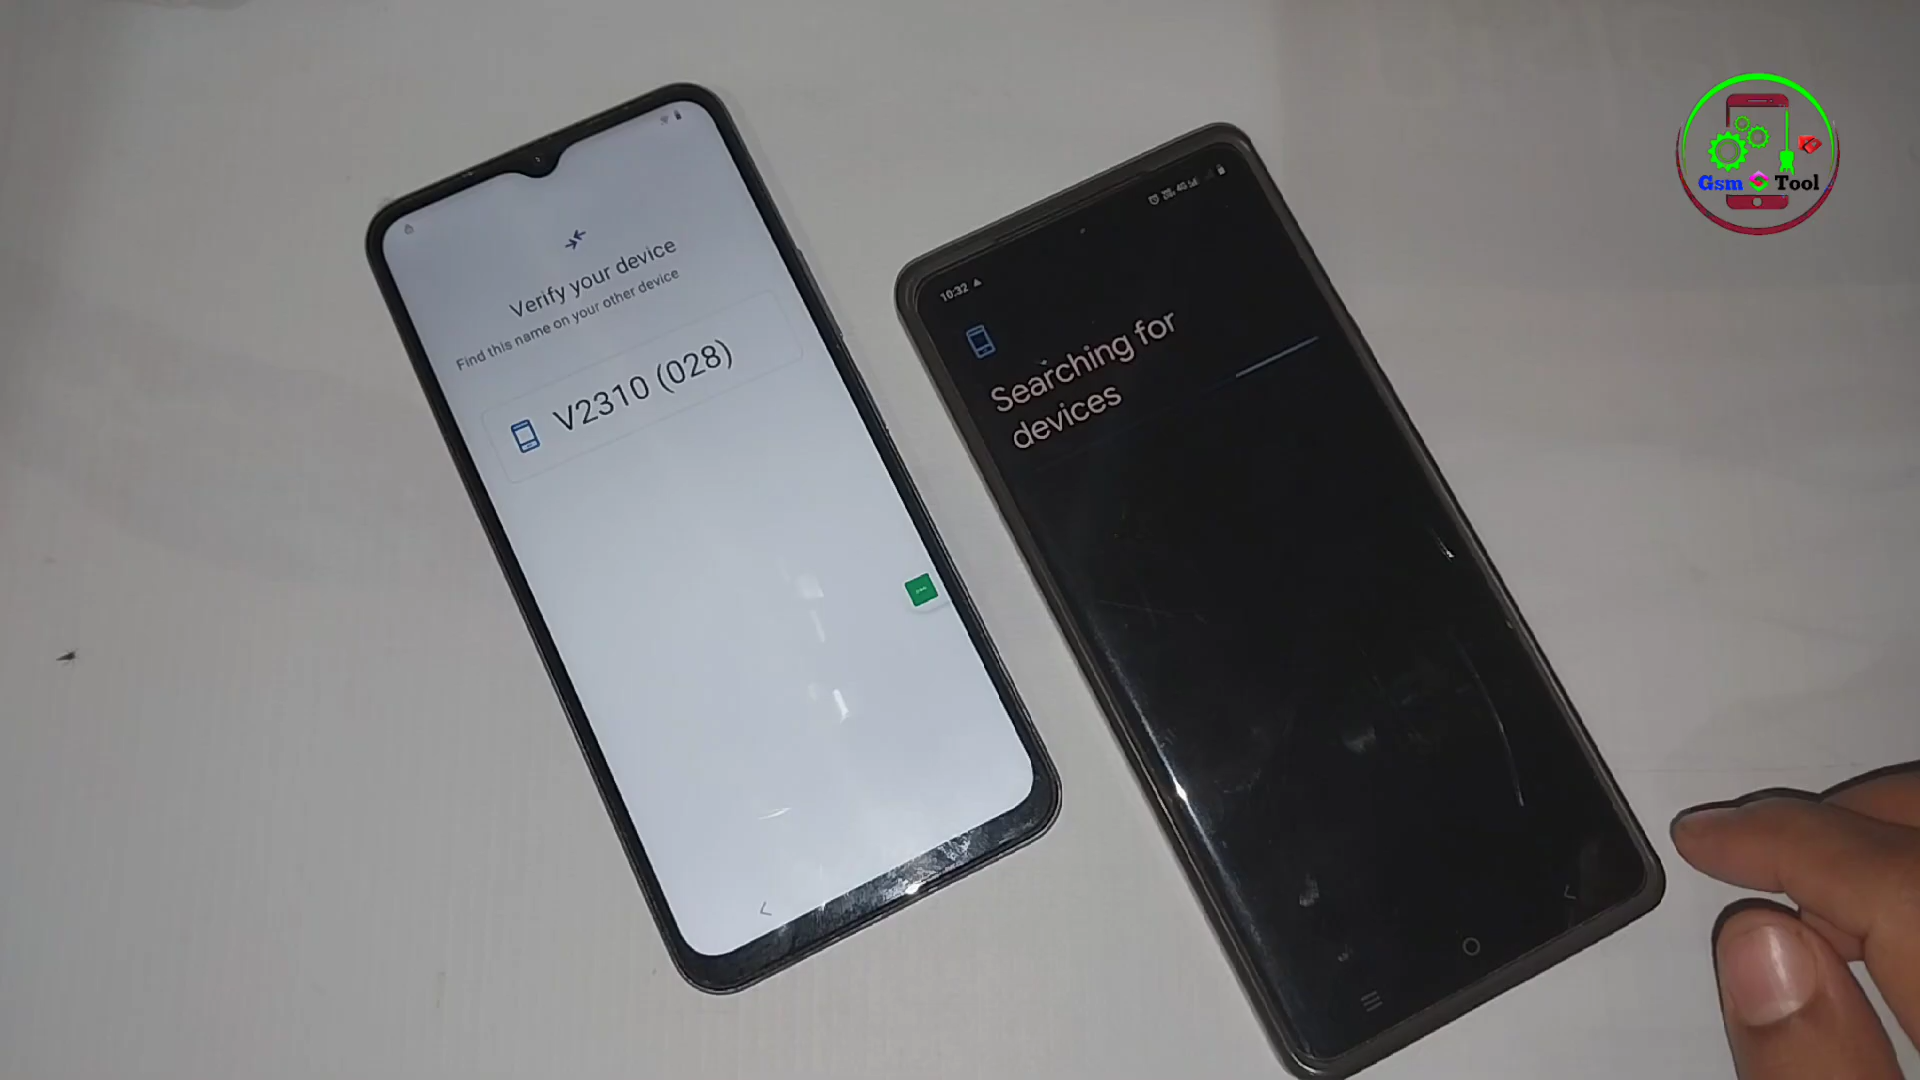 Verify your device
Find this name on your other device
V2310 (028)
10:32
Searching for
devices
Gsm Tool